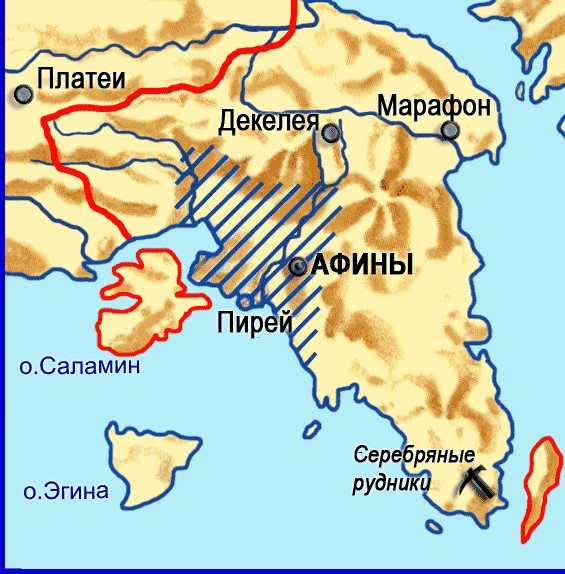 Платеи
Декелея
Марафон
АФИНЫ
Пирей
о.Саламин
Серебряные
рудники
о.Эгина